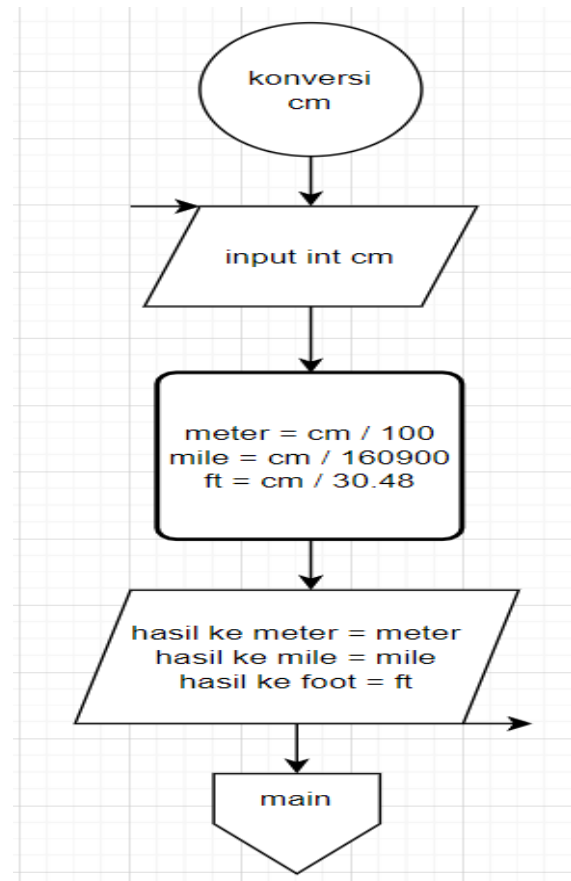 konversi
cm
input int cm
meter = cm / 100
mile = cm / 160900
ft = cm / 30.48
hasil ke meter = meter
hasil ke mile = mile
hasil ke foot = ft
main